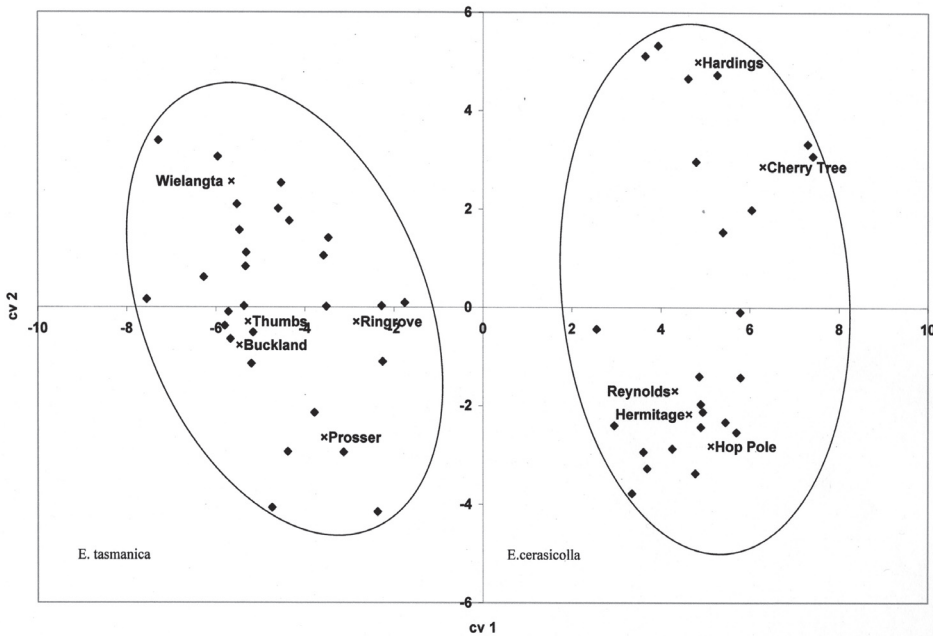 6
Hardings
4
Cherry Tree
Wielangta
2
cv 2
-10
-8
-6
-4
-2
0
0
2
4
6
8
10
Thumbs
Ringrove
Buckland
Reynolds
-2
Hermitage
Prosser
Hop Pole
-4
E. tasmanica
E.cerasicolla
-6
cv 1